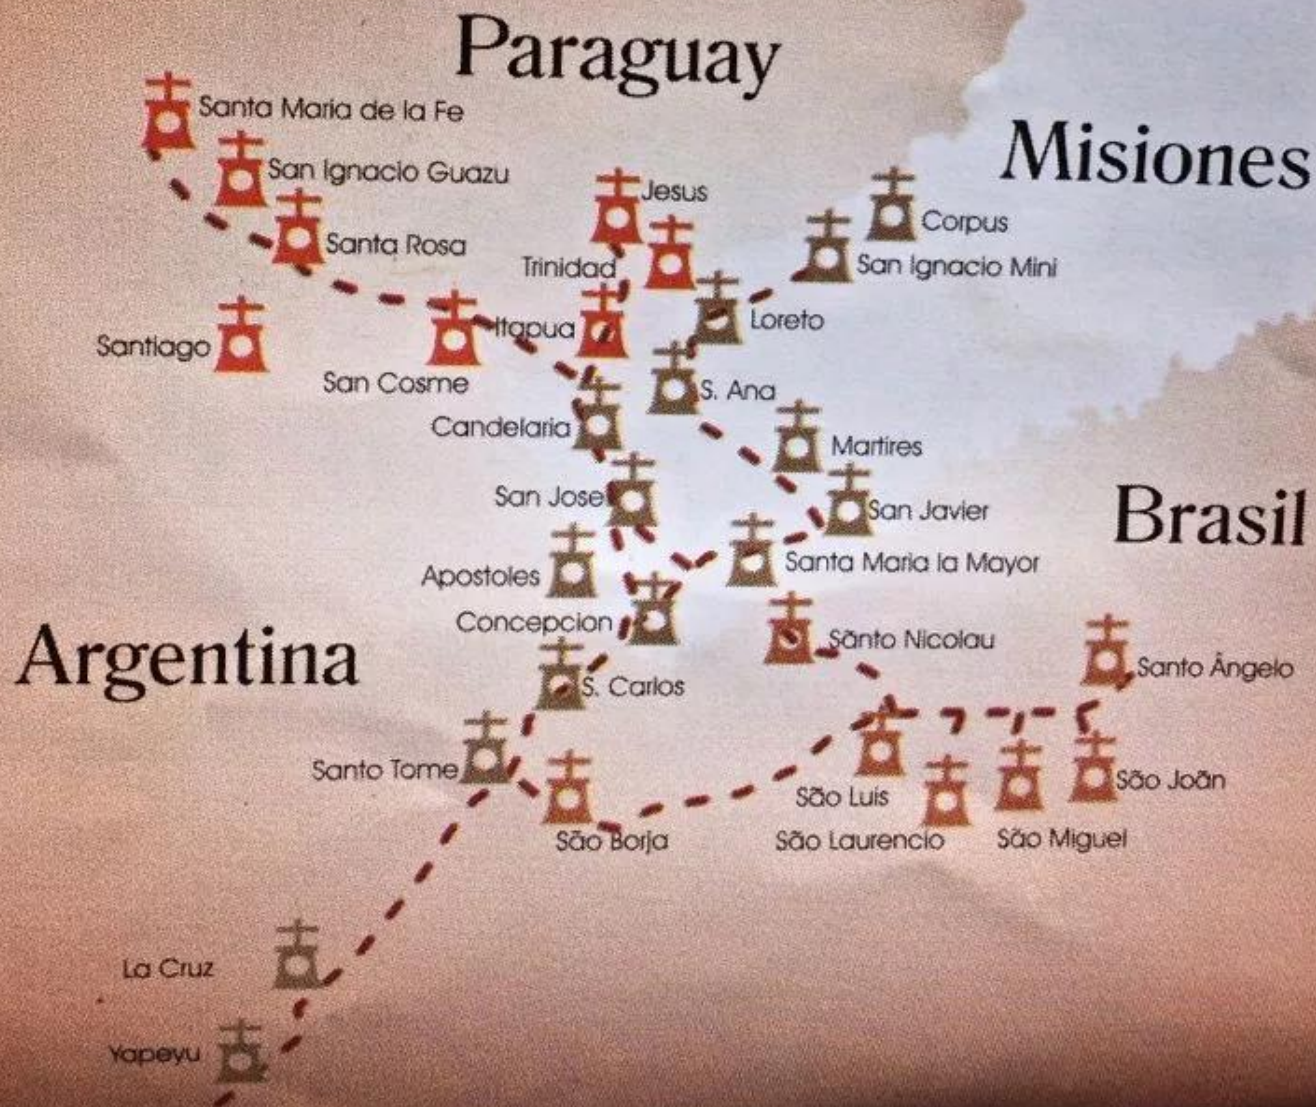 Paraguay
Santa Maria de la Fe
Misiones
San Ignacio Guazu
Jesus
Corpus
Santa Rosa
Trinidad
San Ignacio Mini
Loreto
Itapua
Santiago
San Cosme
S. Ana
Candelaria
Martires
San Jose
San Javier
Brasil
Santa Maria la Mayor
Apostoles
Concepcion
Sãnto Nicolau
Argentina
Santo Ângelo
S. Carlos
Santo Tome
São Luis
São Joãn
São Borja
São Laurencio
São Miguel
La Cruz
Yapeyu